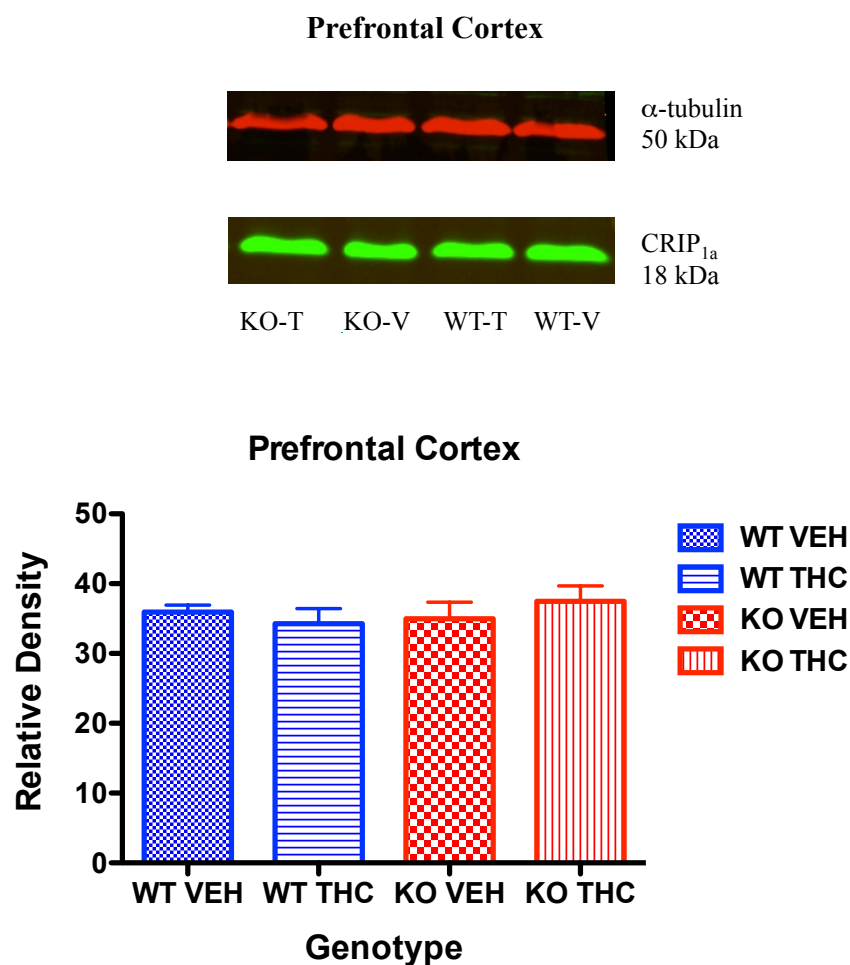 Prefrontal Cortex
α-tubulin
50 kDa
CRIP1a
18 kDa
KO-T KO-V WT-T WT-V
Prefrontal Cortex
50
40
30
20
10
0
Relative Density
WT VEH WT THC KO VEH KO THC
Genotype
WT VEH
WT THC
KO VEH
KO THC